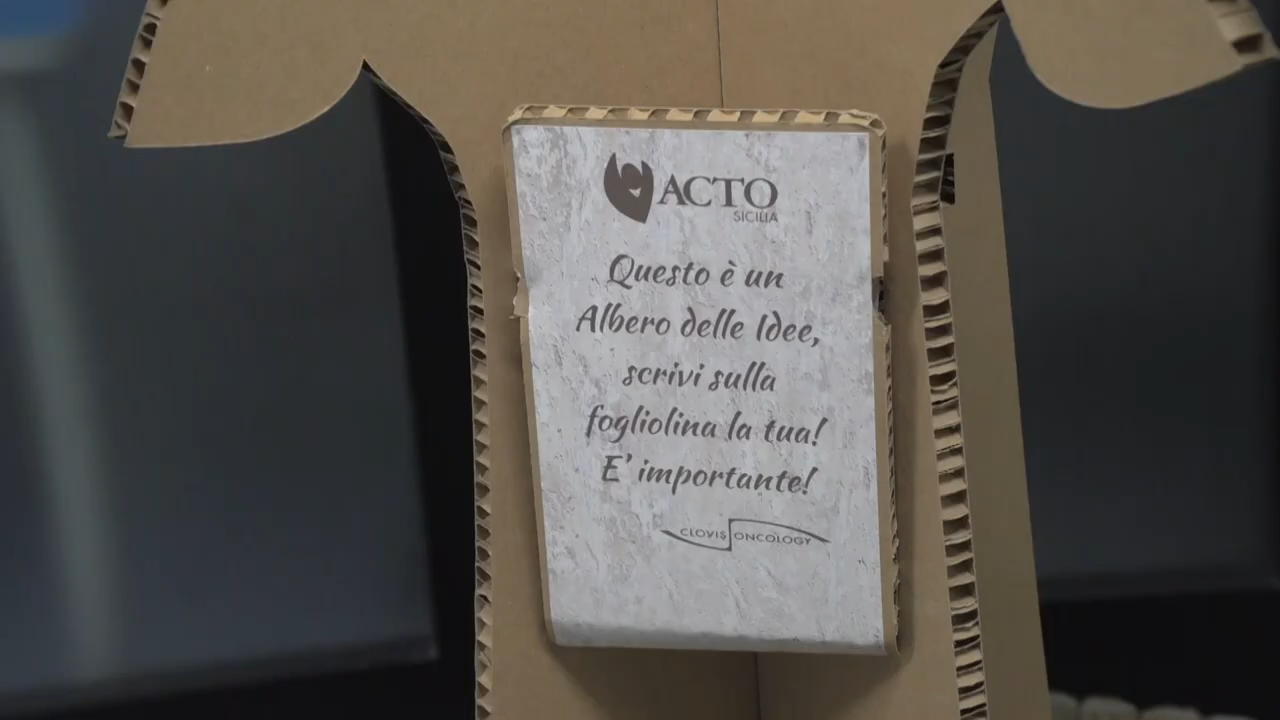 ACTO
SICILIA
Questo è un
Albero delle Idee,
scrivi sulla
fogliolina la tua!
E' importante!
CLOVIS ONCOLOGY